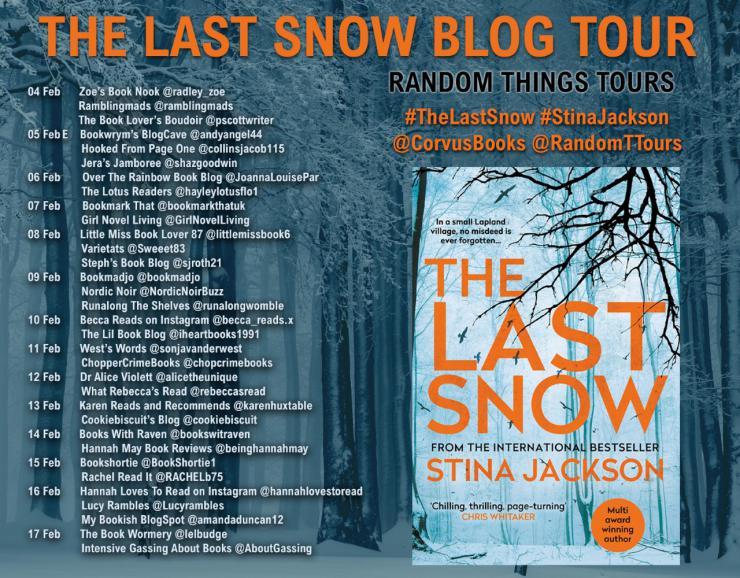 THE LAST SNOW BLOG TOUR
RANDOM THINGS TOURS
#TheLastSnow #StinaJackson
@CorvusBooks @RandomTTours
04 Feb Zoe's Book Nook @radley_zoe
Ramblingmads @ramblingmads
The Book Lover's Boudoir @pscottwriter
05 Feb E Bookwrym's BlogCave @andyangel44
Hooked From Page One @collinsjacob115
Jera's Jamboree @shazgoodwin
06 Feb Over The Rainbow Book Blog @JoannaLouisePar
The Lotus Readers @hayleylotusflo1
07 Feb Bookmark That @bookmarkthatuk
Girl Novel Living @GirlNovelLiving
08 Feb Little Miss Book Lover 87 @littlemissbook6
Varietats @Sweeet83
Steph's Book Blog @sjroth21
09 Feb Bookmadjo @bookmadjo
Nordic Noir @NordicNoirBuzz
Runalong The Shelves @runalongwomble
10 Feb Becca Reads on Instagram @becca_reads.x
The Lil Book Blog @iheartbooks1991
11 Feb West's Words @sonjavanderwest
ChopperCrimeBooks @chopcrimebooks
12 Feb Dr Alice Violett @alicetheunique
What Rebecca's Read @rebeccasread
13 Feb Karen Reads and Recommends @karenhuxtable
Cookiebiscuit's Blog @cookiebiscuit
14 Feb Books With Raven @bookswitraven
Hannah May Book Reviews @beinghannahmay
15 Feb Bookshortie @BookShortie1
Rachel Read It @RACHELb75
16 Feb Hannah Loves To Read on Instagram @hannahlovestoread
Lucy Rambles @Lucyrambles
My Bookish BlogSpot @amandaduncan12
17 Feb The Book Wormery @lelbudge
Intensive Gassing About Books @AboutGassing
In a small Lapland
village, no misdeed is
ever forgotten...
THE
LAST
SNOW
FROM THE INTERNATIONAL BESTSELLER
STINA JACKSON
'Chilling, thrilling, page-turning'
CHRIS WHITAKER
Multi
award
winning
author